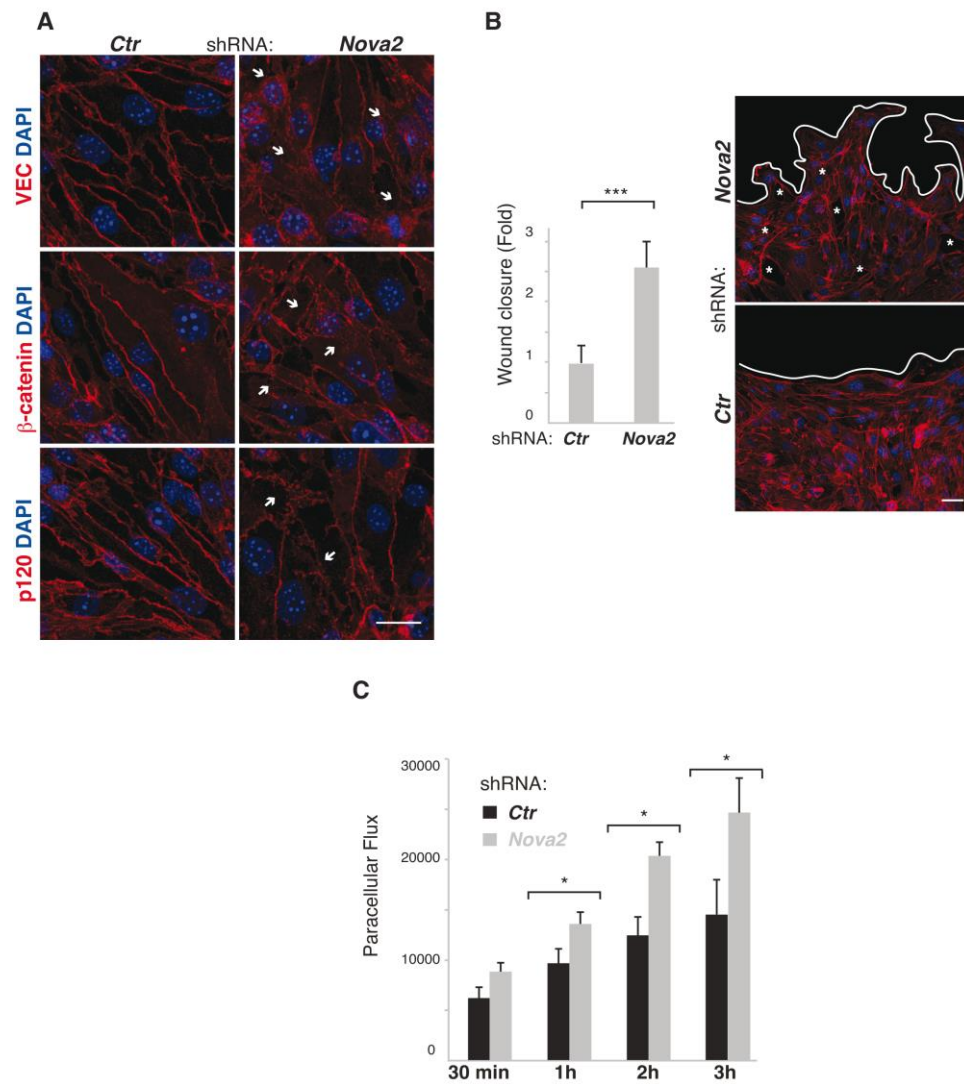 A
Ctr shRNA: Nova2
VEC DAPI
β-catenin DAPI
p120 DAPI
B
Wound closure (Fold)
***
3
2
1
0
shRNA: Ctr Nova2
shRNA:
Nova2
* * * * * * *
Ctr
C
Paracellular Flux
30000
20000
10000
0
shRNA:
Ctr
Nova2
*
*
*
30 min 1h 2h 3h